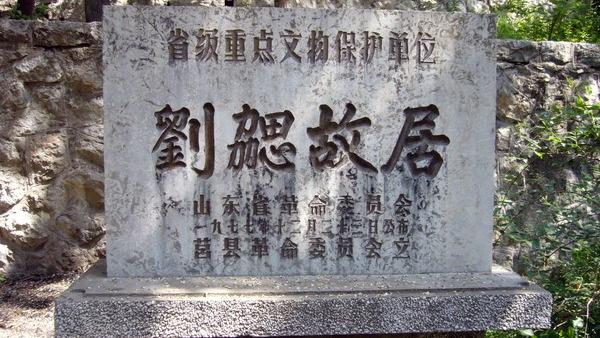 省级重点文物保护单位
劉勰故居
山东省革命委员会
一九七七年十二月二十三日公布
莒县革命委员会立